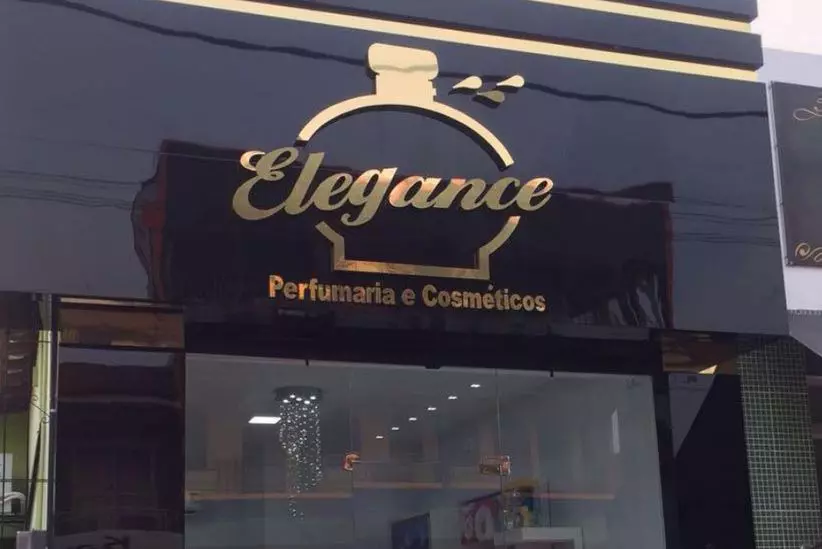 Elegance
Perfumaria e Cosméticos